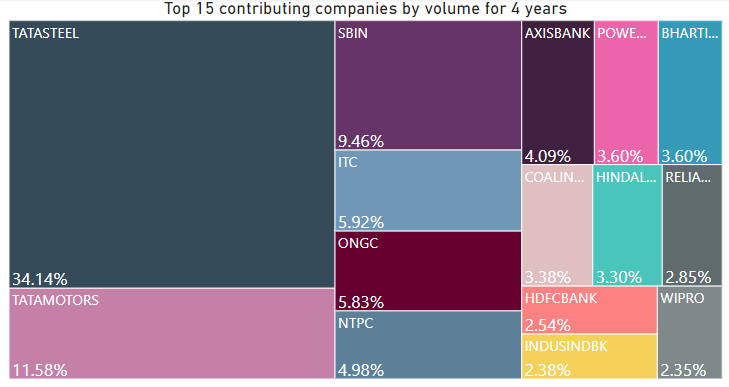 Top 15 contributing companies by volume for 4 years
TATASTEEL
34.14%
TATAMOTORS
11.58%
SBIN
9.46%
ITC
5.92%
ONGC
5.83%
NTPC
4.98%
AXISBANK
4.09%
POWE...
3.60%
BHARTI...
3.60%
COALIN...
3.38%
HINDAL...
3.30%
RELIA...
2.85%
HDFCBANK
2.54%
INDUSINDBK
2.38%
WIPRO
2.35%